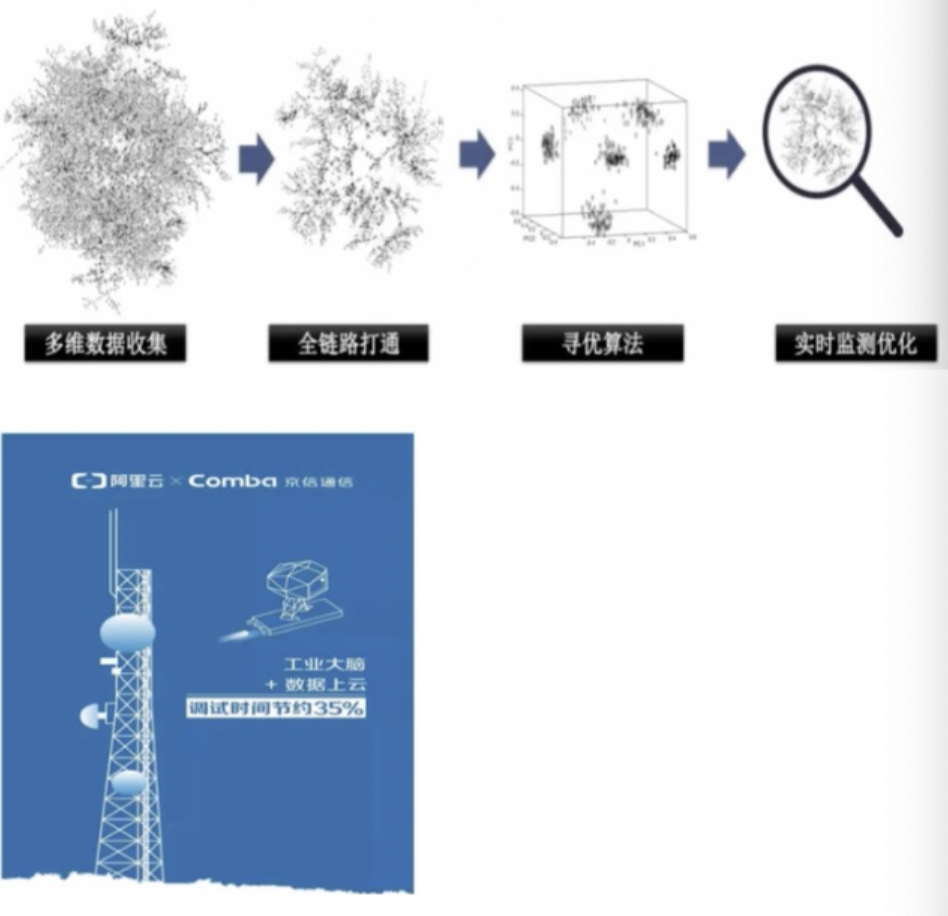 多维数据收集
全链路打通
寻优算法
实时监测优化
阿里云 × Comba 京信通信
工业大脑
+ 数据上云
调试时间节约35%